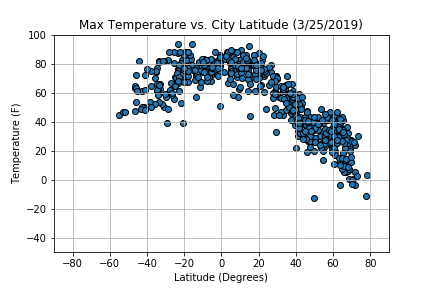 Max Temperature vs. City Latitude (3/25/2019)
Temperature (F)
100
80
60
40
20
0
−20
−40
−80 −60 −40 −20 0 20 40 60 80
Latitude (Degrees)